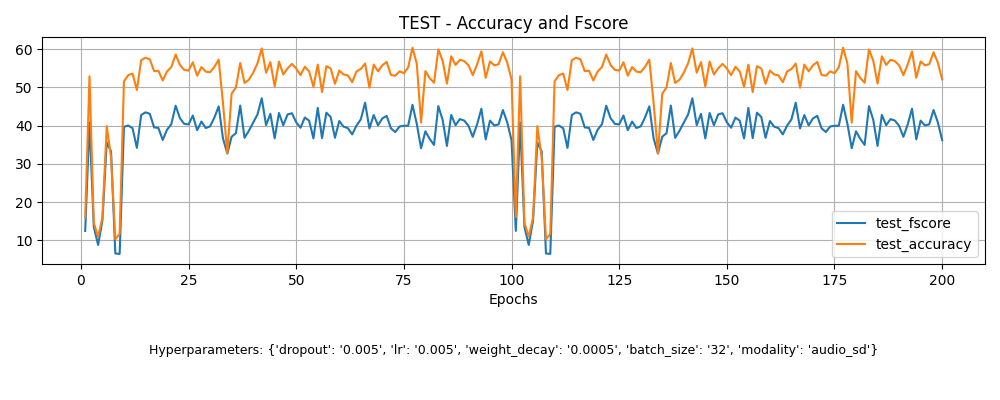 TEST - Accuracy and Fscore
60
50
40
30
20
10
test_fscore
test_accuracy
0 25 50 75 100 125 150 175 200
Epochs
Hyperparameters: {'dropout': '0.005', 'lr': '0.005', 'weight_decay': '0.0005', 'batch_size': '32', 'modality': 'audio_sd'}